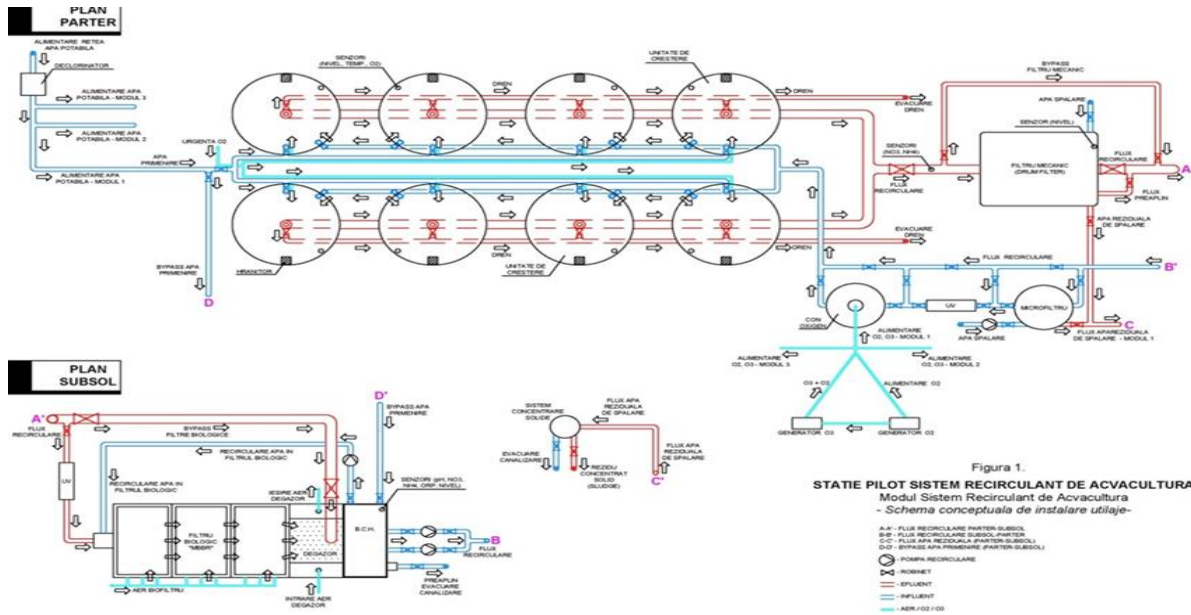 PLAN
PARTER
ALIMENTARE RETEA
APA POTABILA
DECLORINATOR
ALIMENTARE APA
POTABILA - MODUL 3
ALIMENTARE APA
POTABILA - MODUL 2
URGENTA O2
APA
PRIMENIRE
ALIMENTARE APA
POTABILA - MODUL 1
BYPASS APA
PRIMENIRE
D
SENZORI
(NIVEL, TEMP., O2)
UNITATE DE
CRESTERE
DREN
DREN
EVACUARE
DREN
HRANITOR
DREN
UNITATE DE
CRESTERE
DREN
EVACUARE
DREN
BYPASS
FILTRU MECANIC
APA SPALARE
SENZORI (NIVEL)
SENZORI
(NO3, NH4)
FLUX
RECIRCULARE
FILTRU MECANIC
(DRUM FILTER)
FLUX
RECIRCULARE
A
FLUX
PREAPLIN
APA REZIDUALA
DE SPALARE
FLUX RECIRCULARE
B'
UV
MICROFILTRU
CON
OXIGEN
APA SPALARE
C
FLUX APAREZIDUALA
DE SPALARE - MODUL 1
ALIMENTARE
O2, O3 - MODUL 1
ALIMENTARE
O2, O3 - MODUL 3
ALIMENTARE
O2, O3 - MODUL 2
O3 + O2
ALIMENTARE O2
GENERATOR O3
GENERATOR O2
PLAN
SUBSOL
A'
FLUX
RECIRCULARE
BYPASS
FILTRE BIOLOGICE
RECIRCULARE APA IN
FILTRUL BIOLOGIC
RECIRCULARE APA IN
FILTRUL BIOLOGIC
UV
D'
BYPASS APA
PRIMENIRE
IESIRE AER
DEGAZOR
SENZORI (pH, NO3,
NH4, ORP, NIVEL)
FILTRU
BIOLOGIC
"MBBR"
DEGAZOR
B.C.H.
B
FLUX
RECIRCULARE
PREAPLIN
EVACUARE
CANALIZARE
AER BIOFILTRU
INTRARE AER
DEGAZOR
SISTEM
CONCENTRARE
SOLIDE
FLUX APA
REZIDUALA
DE SPALARE
EVACUARE
CANALIZARE
REZIDU
CONCENTRAT
SOLID
(SLUDGE)
FLUX APA
REZIDUALA
DE SPALARE
C'
Figura 1.
STATIE PILOT SISTEM RECIRCULANT DE ACVACULTURA
Modul Sistem Recirculant de Acvacultura
- Schema conceptuala de instalare utilaje-
A-A' - FLUX RECIRCULARE PARTER-SUBSOL
B-B' - FLUX RECIRCULARE SUBSOL-PARTER
C-C' - FLUX APA REZIDUALA (PARTER-SUBSOL)
D-D' - BYPASS APA PRIMENIRE (PARTER-SUBSOL)
- POMPA RECIRCULARE
- ROBINET
- EFLUENT
- INFLUENT
- AER / O2 / O3